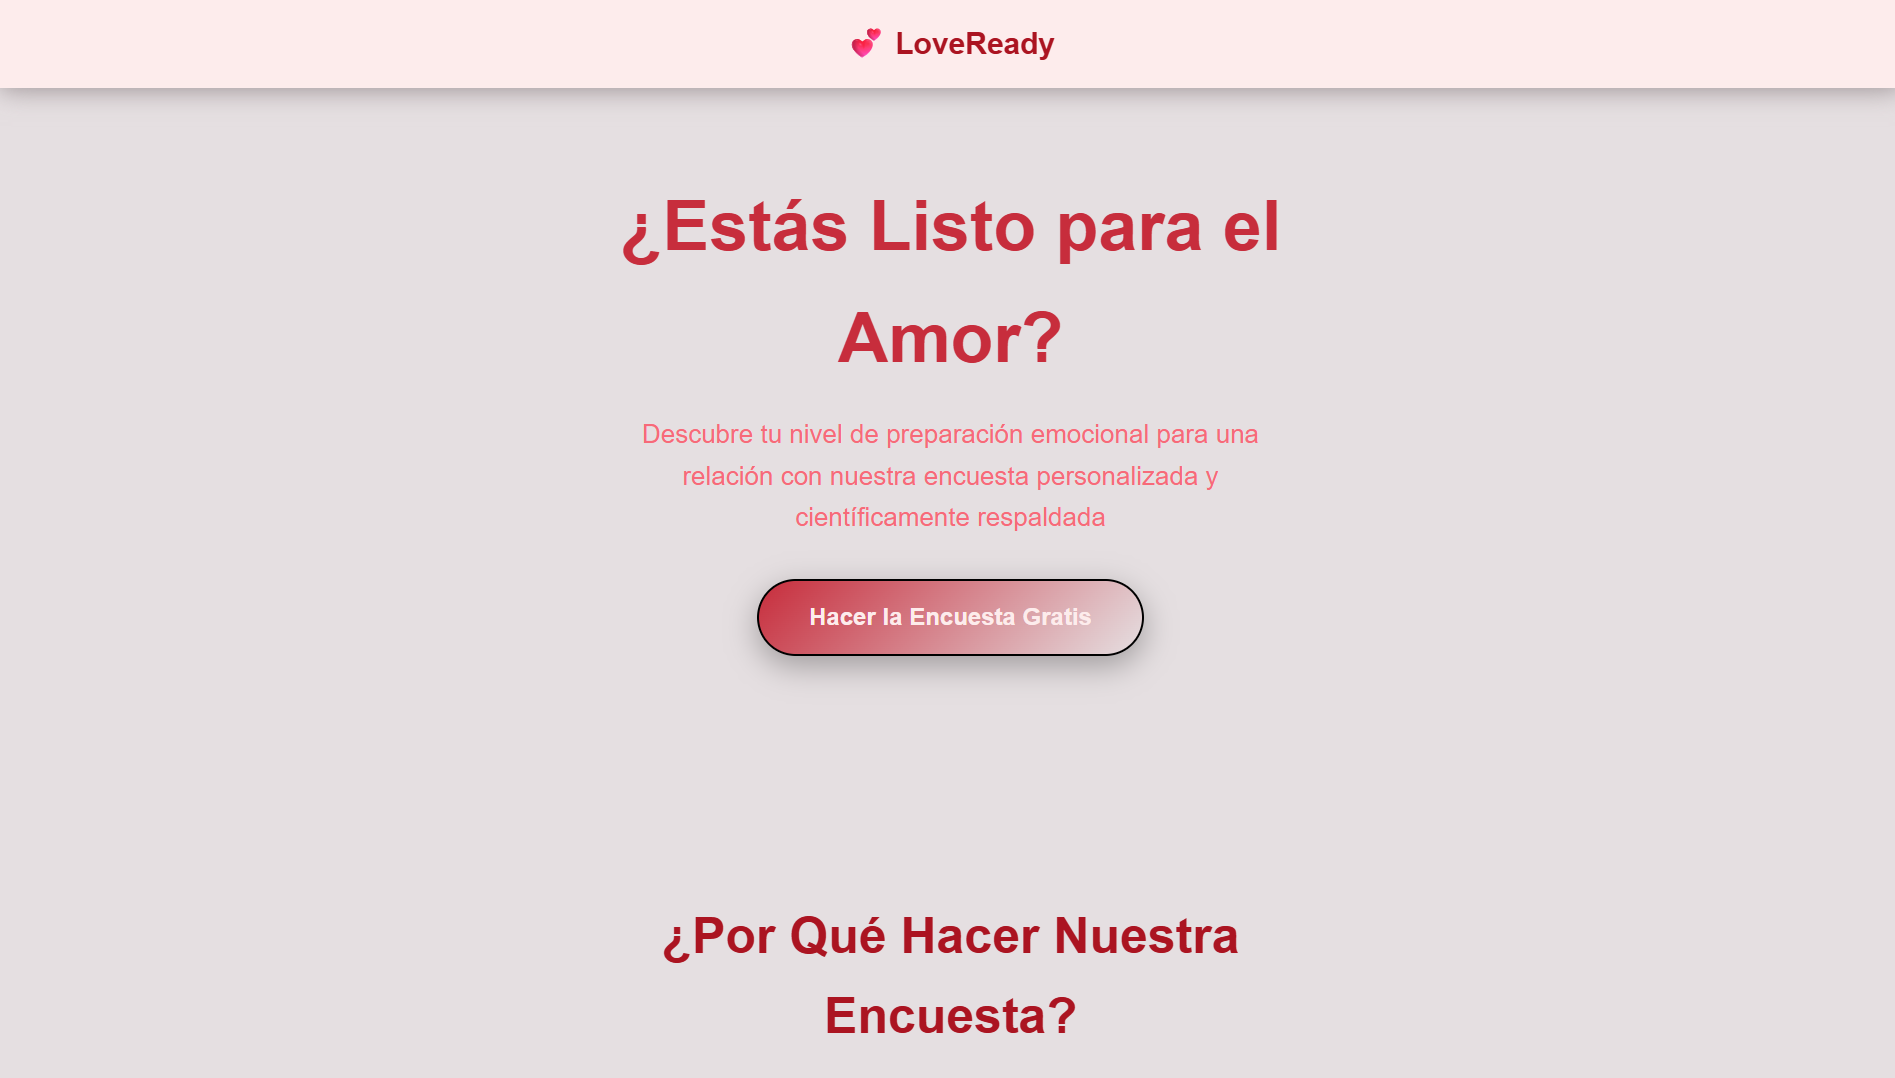 💕 LoveReady
¿Estás Listo para el
Amor?
Descubre tu nivel de preparación emocional para una
relación con nuestra encuesta personalizada y
científicamente respaldada
Hacer la Encuesta Gratis
¿Por Qué Hacer Nuestra
Encuesta?